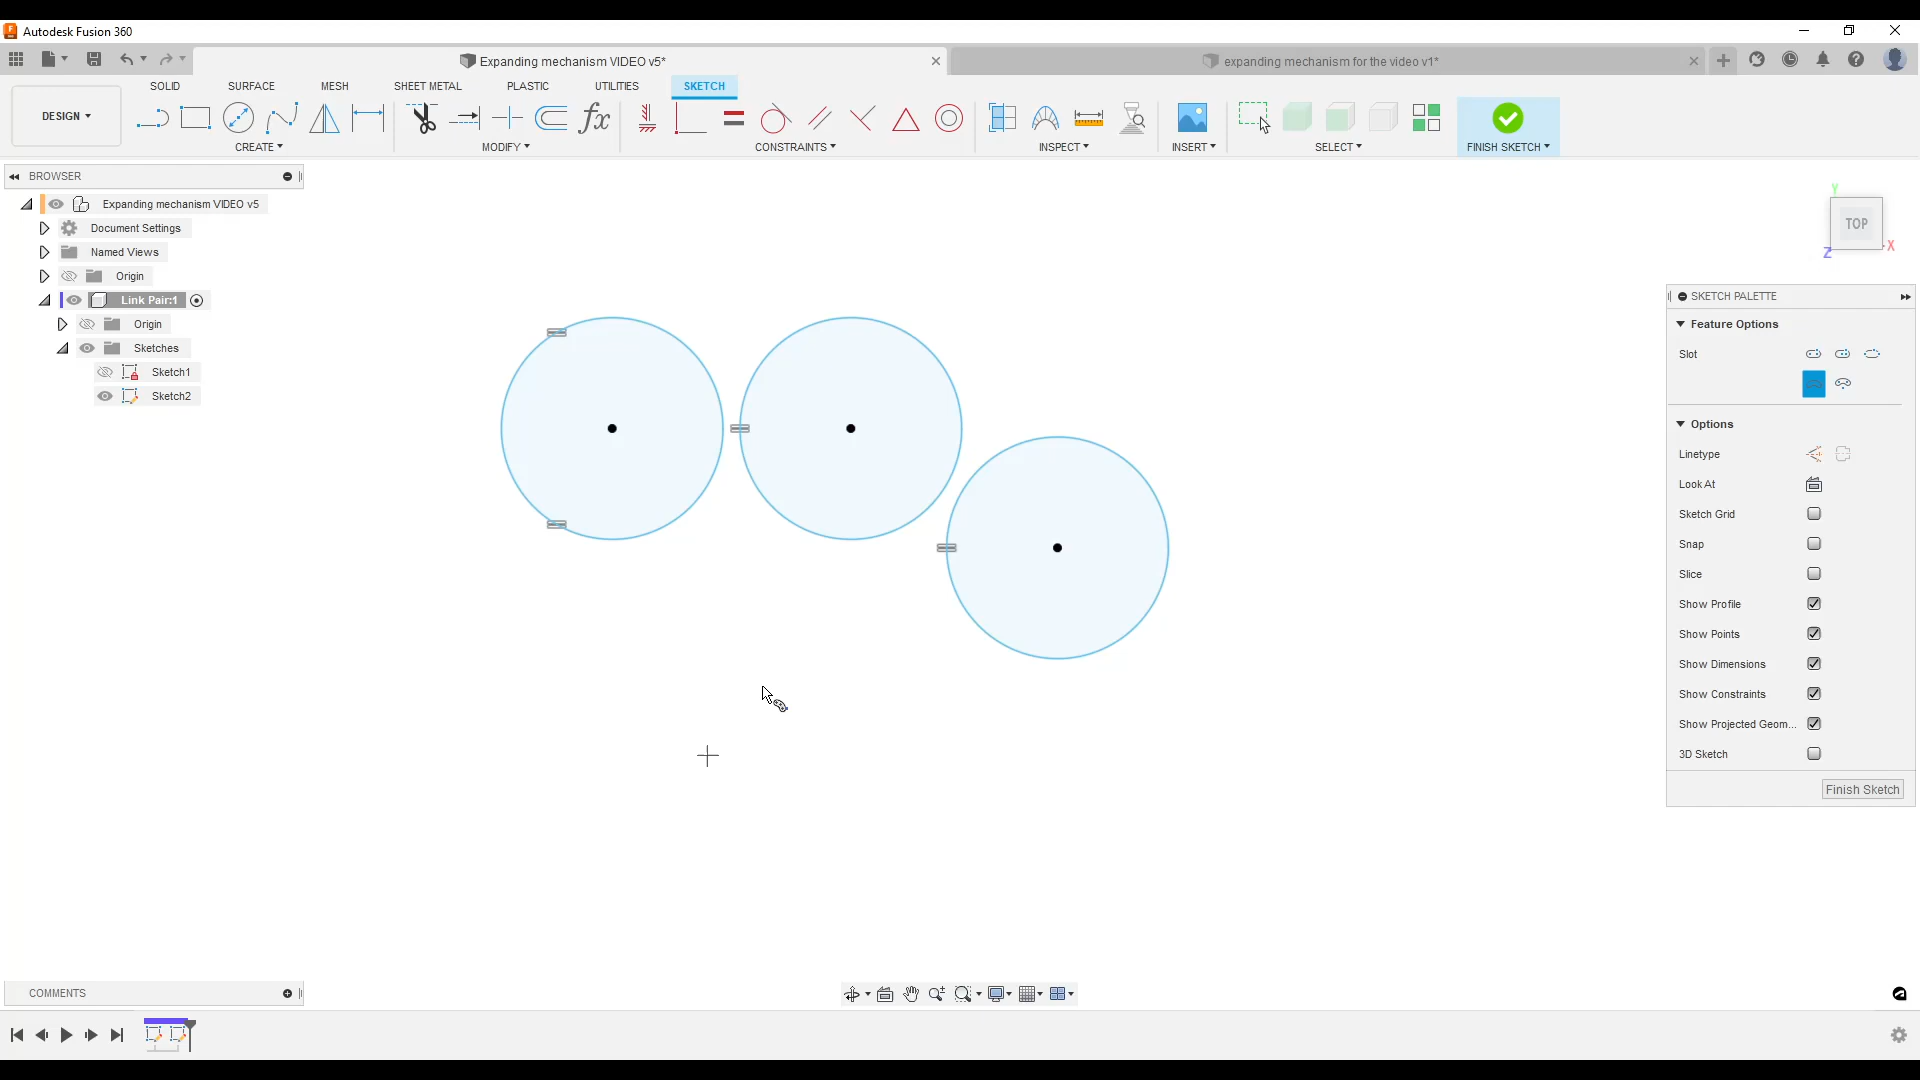 Autodesk Fusion 360
Expanding mechanism VIDEO v5*
expanding mechanism for the video v1*
SOLID SURFACE MESH SHEET METAL PLASTIC UTILITIES SKETCH
DESIGN
CREATE MODIFY CONSTRAINTS INSPECT INSERT SELECT FINISH SKETCH
BROWSER
Expanding mechanism VIDEO v5
Document Settings
Named Views
Origin
Link Pair:1
Origin
Sketches
Sketch1
Sketch2
Y
TOP
X
Z
SKETCH PALETTE
Feature Options
Slot
Options
Linetype
Look At
Sketch Grid
Snap
Slice
Show Profile
Show Points
Show Dimensions
Show Constraints
Show Projected Geom...
3D Sketch
Finish Sketch
COMMENTS